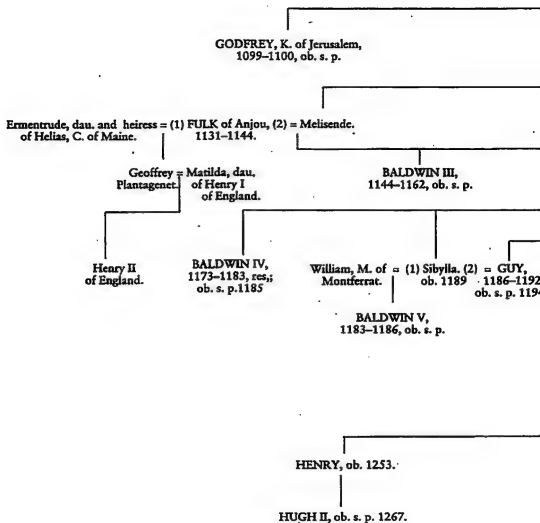 GODFREY, K. of Jerusalem,
1099–1100, ob. s. p.
Ermentrude, dau. and heiress = (1) FULK of Anjou, (2) = Melisende.
of Helias, C. of Maine. 1131–1144.
Geoffrey = Matilda, dau.
Plantagenet. of Henry I
of England.
BALDWIN III,
1144–1162, ob. s. p.
Henry II
of England.
BALDWIN IV,
1173–1183, res,;
ob. s. p.1185
William, M. of = (1) Sibylla. (2) = GUY,
Montferrat. ob. 1189 1186–1192
ob. s. p. 1194
BALDWIN V,
1183–1186, ob. s. p.
HENRY, ob. 1253.
HUGH II, ob. s. p. 1267.